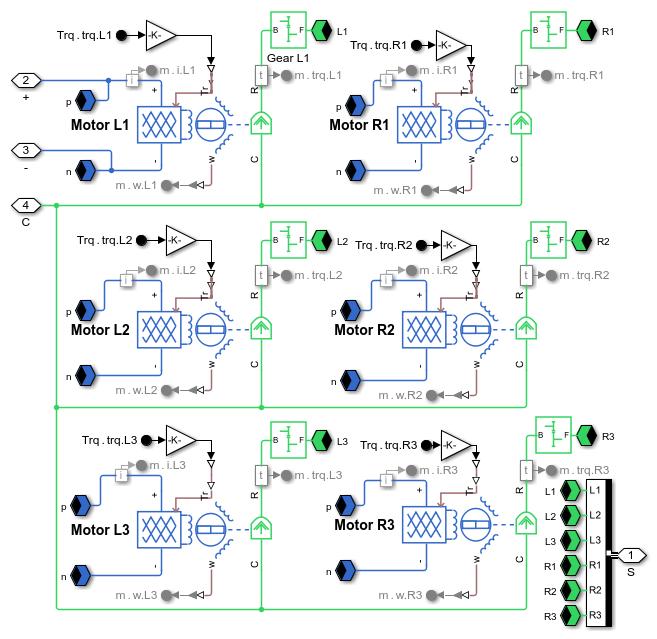 Trq.trq.L1
-K-
B
F
L1
Gear L1
m.i.L1
i
2
+
p
+
Tr
R
t
m.trq.L1
Motor L1
3
-
n
-
w
C
m.w.L1
4
C
Trq.trq.R1
-K-
B
F
R1
m.i.R1
i
p
+
Tr
R
t
m.trq.R1
Motor R1
n
-
w
C
m.w.R1
Trq.trq.L2
-K-
B
F
L2
m.i.L2
i
p
+
Tr
R
t
m.trq.L2
Motor L2
n
-
w
C
m.w.L2
Trq.trq.R2
-K-
B
F
R2
m.i.R2
i
p
+
Tr
R
t
m.trq.R2
Motor R2
n
-
w
C
m.w.R2
Trq.trq.L3
-K-
B
F
L3
m.i.L3
i
p
+
Tr
R
t
m.trq.L3
Motor L3
n
-
w
C
m.w.L3
Trq.trq.R3
-K-
B
F
R3
m.i.R3
i
p
+
Tr
R
t
m.trq.R3
Motor R3
n
-
w
C
m.w.R3
L1 L1
L2 L2
L3 L3
R1 R1
R2 R2
R3 R3
1
S